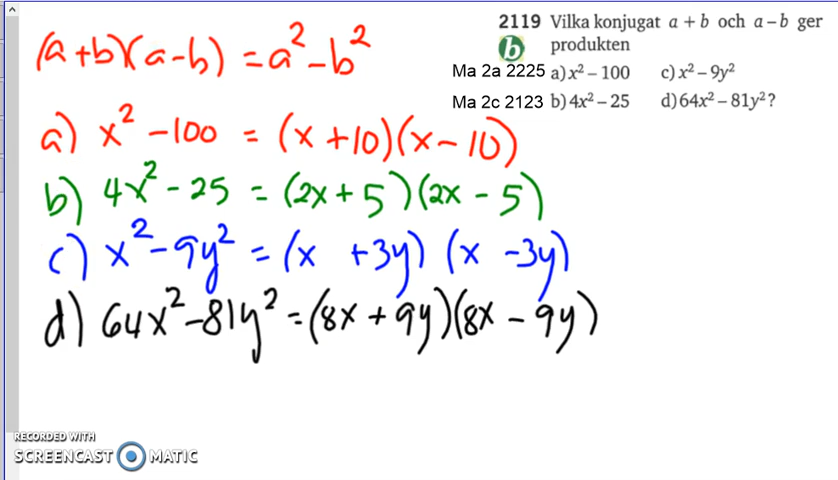 (a+b)(a-b) = a² - b²
2119 Vilka konjugat a + b och a – b ger
b produkten
Ma 2a 2225 a) x² – 100 c) x² – 9y²
Ma 2c 2123 b) 4x² – 25 d) 64x² – 81y²?
a) x² - 100 = (x + 10)(x - 10)
b) 4x² - 25 = (2x + 5)(2x - 5)
c) x² - 9y² = (x + 3y) (x - 3y)
d) 64x² - 81y² = (8x + 9y)(8x - 9y)
RECORDED WITH
SCREENCAST MATIC